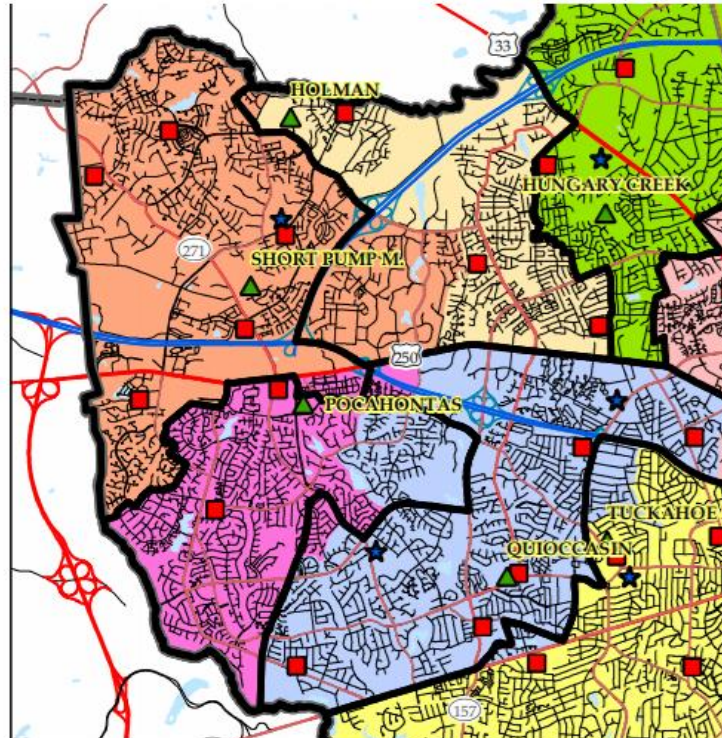 33
HOLMAN
HUNGARY CREEK
271
SHORT PUMP M.
250
POCAHONTAS
TUCKAHOE
QUIOCCASIN
157